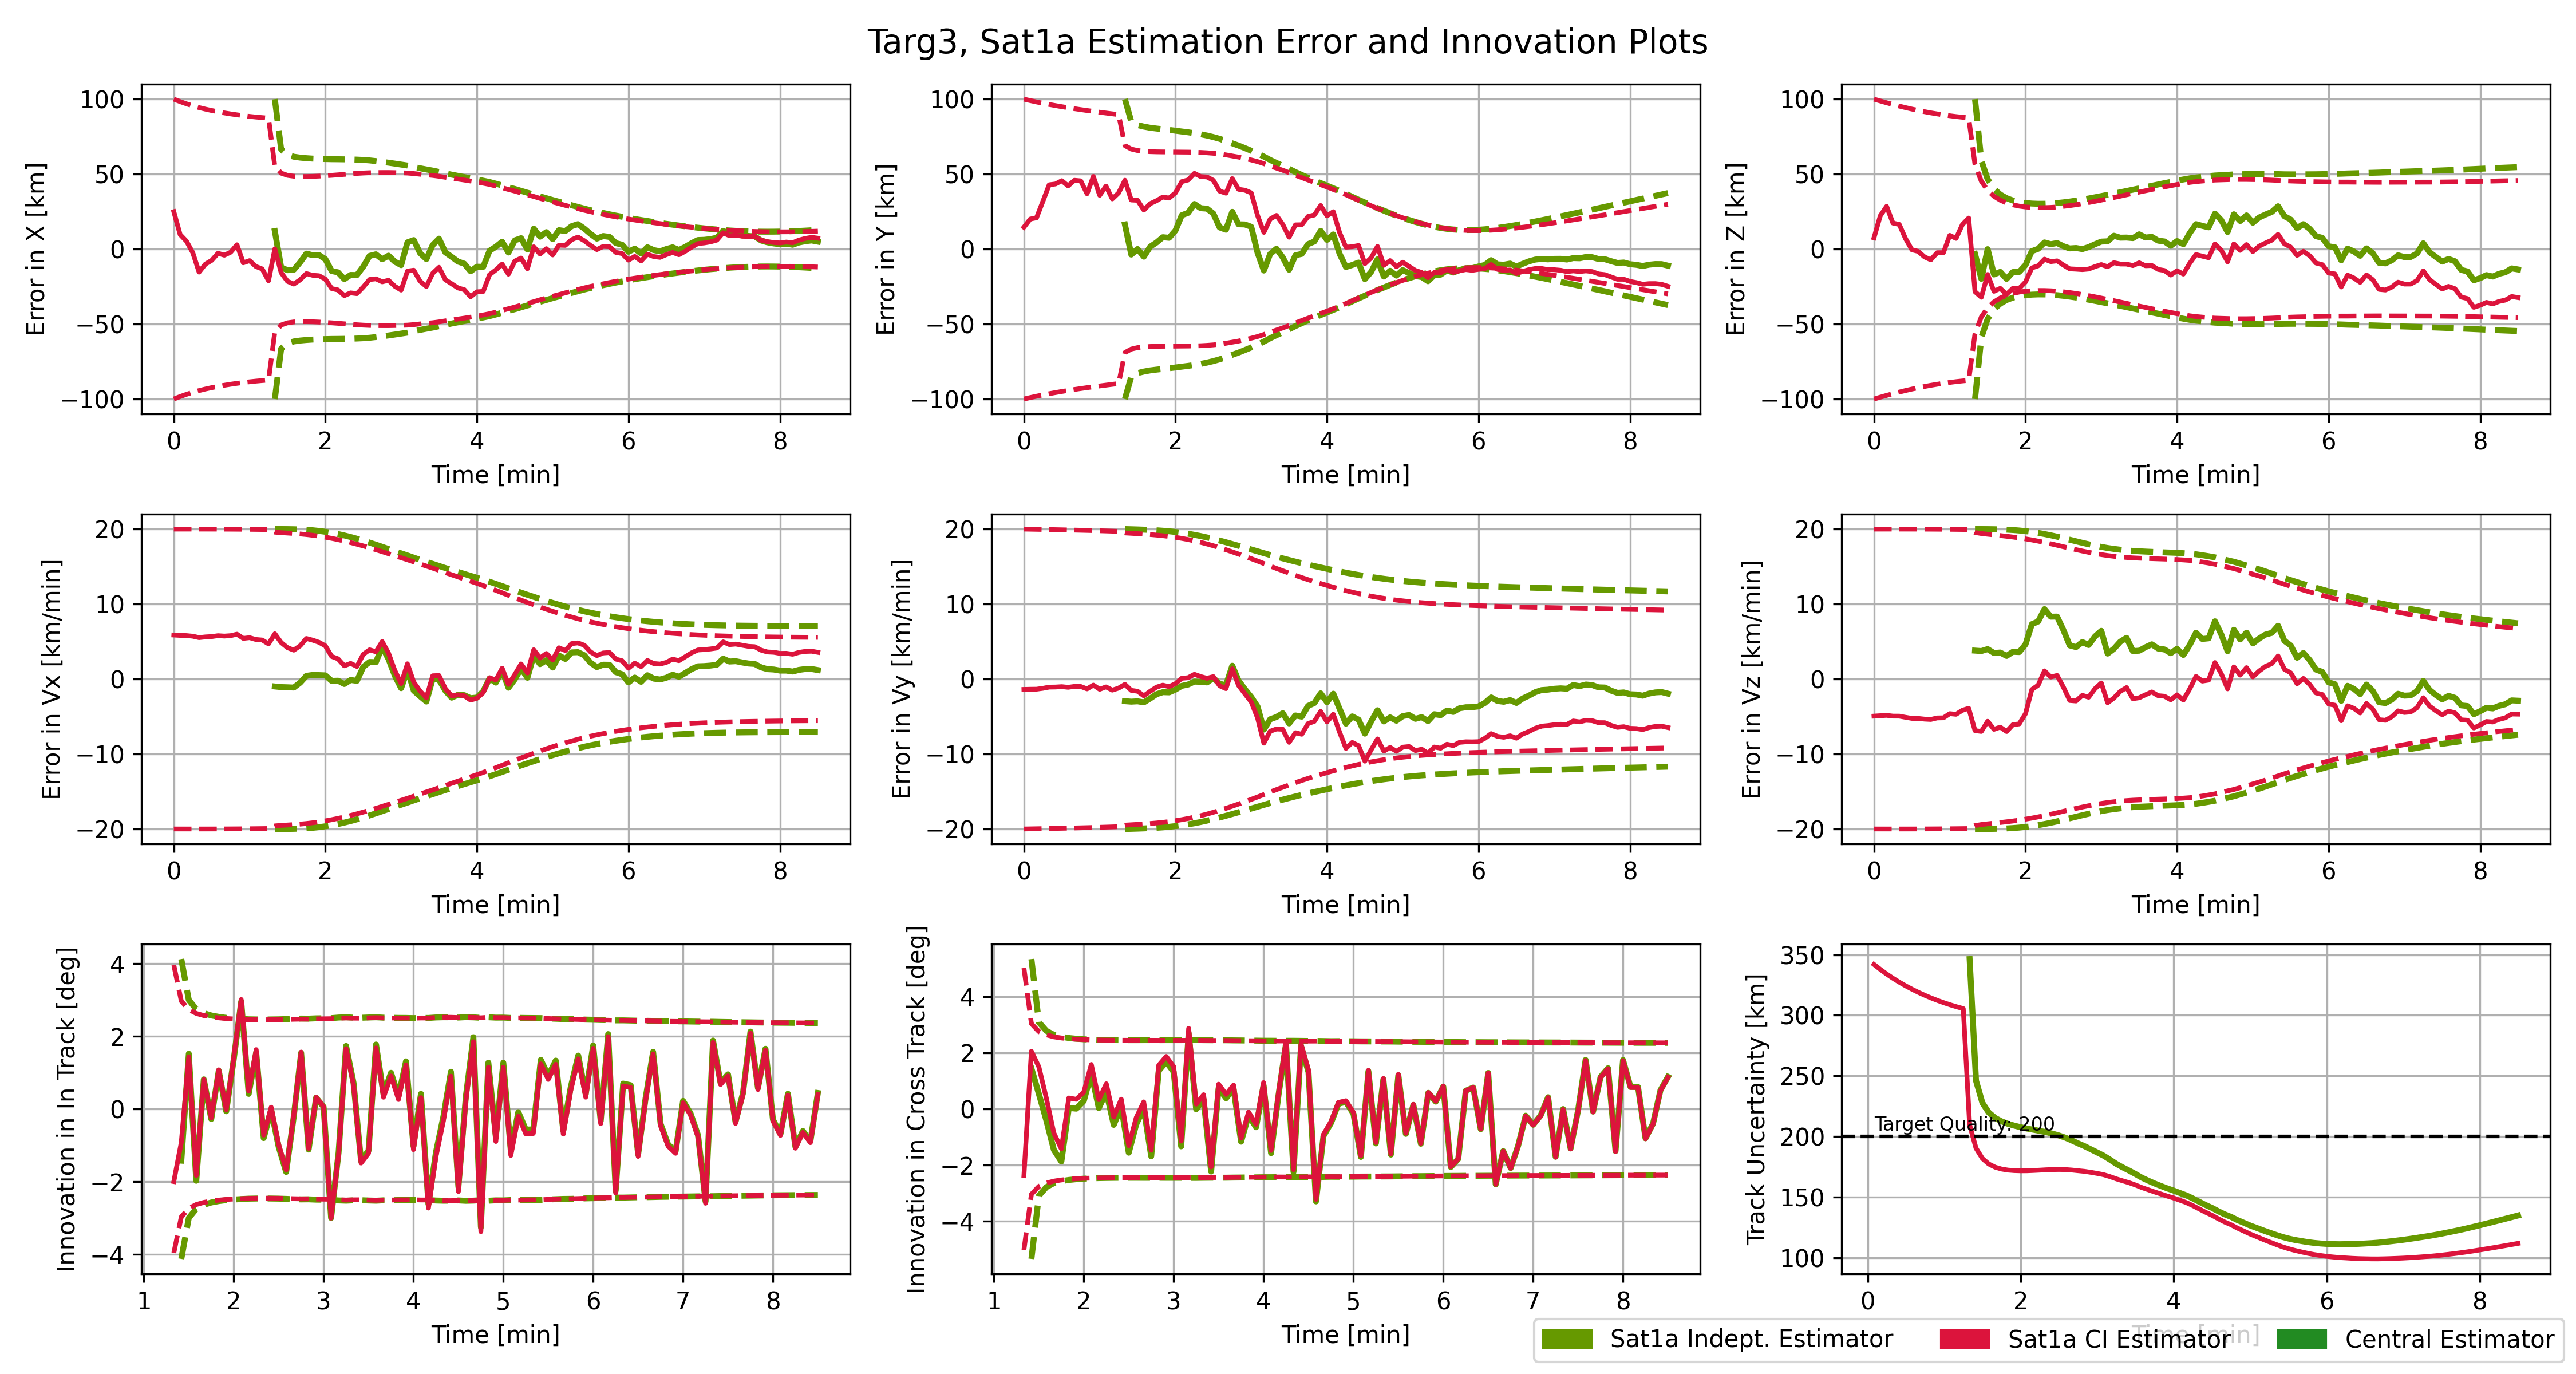 Targ3, Sat1a Estimation Error and Innovation Plots
Error in X [km]
100
50
0
−50
−100
0 2 4 6 8
Time [min]
Error in Y [km]
100
50
0
−50
−100
0 2 4 6 8
Time [min]
Error in Z [km]
100
50
0
−50
−100
0 2 4 6 8
Time [min]
Error in Vx [km/min]
20
10
0
−10
−20
0 2 4 6 8
Time [min]
Error in Vy [km/min]
20
10
0
−10
−20
0 2 4 6 8
Time [min]
Error in Vz [km/min]
20
10
0
−10
−20
0 2 4 6 8
Time [min]
Innovation in In Track [deg]
4
2
0
−2
−4
1 2 3 4 5 6 7 8
Time [min]
Innovation in Cross Track [deg]
4
2
0
−2
−4
1 2 3 4 5 6 7 8
Time [min]
Track Uncertainty [km]
350
300
250
200
150
100
Target Quality: 200
0 2 4 6 8
Time [min]
Sat1a Indept. Estimator
Sat1a CI Estimator
Central Estimator